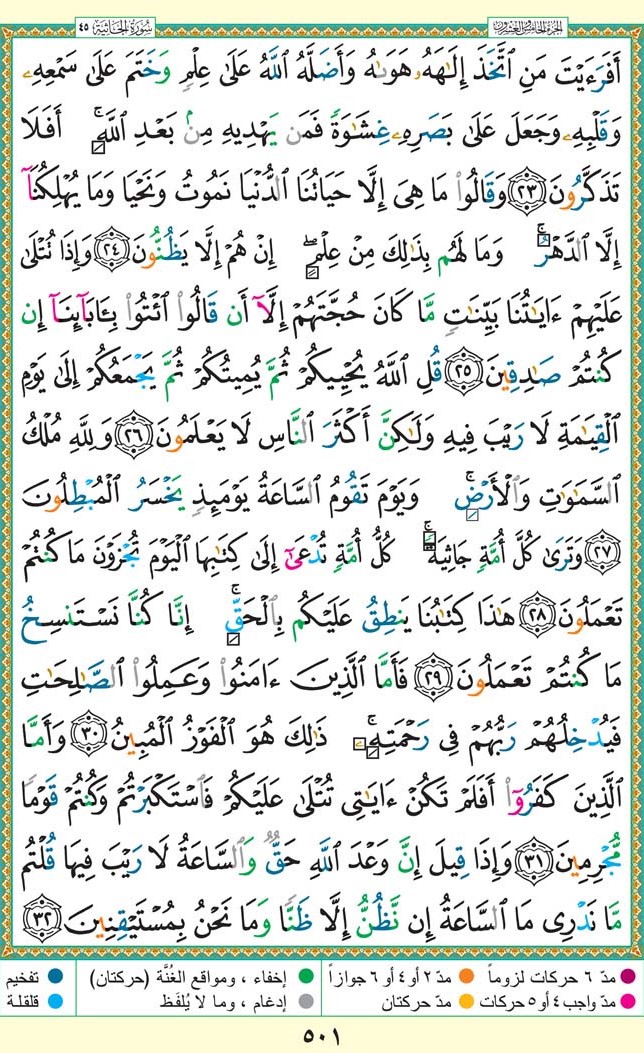 الجزء الخامس والعشرون
سورة الجاثية ٤٥
أَفَرَءَيْتَ مَنِ ٱتَّخَذَ إِلَٰهَهُۥ هَوَىٰهُ وَأَضَلَّهُ ٱللَّهُ عَلَىٰ عِلْمٍ وَخَتَمَ عَلَىٰ سَمْعِهِۦ
وَقَلْبِهِۦ وَجَعَلَ عَلَىٰ بَصَرِهِۦ غِشَٰوَةً فَمَن يَهْدِيهِ مِنۢ بَعْدِ ٱللَّهِ ۚ أَفَلَا
تَذَكَّرُونَ ٢٣ وَقَالُوا۟ مَا هِىَ إِلَّا حَيَاتُنَا ٱلدُّنْيَا نَمُوتُ وَنَحْيَا وَمَا يُهْلِكُنَآ
إِلَّا ٱلدَّهْرُ ۚ وَمَا لَهُم بِذَٰلِكَ مِنْ عِلْمٍ ۖ إِنْ هُمْ إِلَّا يَظُنُّونَ ٢٤ وَإِذَا تُتْلَىٰ
عَلَيْهِمْ ءَايَٰتُنَا بَيِّنَٰتٍ مَّا كَانَ حُجَّتَهُمْ إِلَّآ أَن قَالُوا۟ ٱئْتُوا۟ بِـَٔابَآئِنَآ إِن
كُنتُمْ صَٰدِقِينَ ٢٥ قُلِ ٱللَّهُ يُحْيِيكُمْ ثُمَّ يُمِيتُكُمْ ثُمَّ يَجْمَعُكُمْ إِلَىٰ يَوْمِ
ٱلْقِيَٰمَةِ لَا رَيْبَ فِيهِ وَلَٰكِنَّ أَكْثَرَ ٱلنَّاسِ لَا يَعْلَمُونَ ٢٦ وَلِلَّهِ مُلْكُ
ٱلسَّمَٰوَٰتِ وَٱلْأَرْضِ ۚ وَيَوْمَ تَقُومُ ٱلسَّاعَةُ يَوْمَئِذٍ يَخْسَرُ ٱلْمُبْطِلُونَ
٢٧ وَتَرَىٰ كُلَّ أُمَّةٍ جَاثِيَةً ۚ كُلُّ أُمَّةٍ تُدْعَىٰٓ إِلَىٰ كِتَٰبِهَا ٱلْيَوْمَ تُجْزَوْنَ مَا كُنتُمْ
تَعْمَلُونَ ٢٨ هَٰذَا كِتَٰبُنَا يَنطِقُ عَلَيْكُم بِٱلْحَقِّ ۚ إِنَّا كُنَّا نَسْتَنسِخُ
مَا كُنتُمْ تَعْمَلُونَ ٢٩ فَأَمَّا ٱلَّذِينَ ءَامَنُوا۟ وَعَمِلُوا۟ ٱلصَّٰلِحَٰتِ
فَيُدْخِلُهُمْ رَبُّهُمْ فِى رَحْمَتِهِۦ ۚ ذَٰلِكَ هُوَ ٱلْفَوْزُ ٱلْمُبِينُ ٣٠ وَأَمَّا
ٱلَّذِينَ كَفَرُوٓا۟ أَفَلَمْ تَكُنْ ءَايَٰتِى تُتْلَىٰ عَلَيْكُمْ فَٱسْتَكْبَرْتُمْ وَكُنتُمْ قَوْمًا
مُّجْرِمِينَ ٣١ وَإِذَا قِيلَ إِنَّ وَعْدَ ٱللَّهِ حَقٌّ وَٱلسَّاعَةُ لَا رَيْبَ فِيهَا قُلْتُم
مَّا نَدْرِى مَا ٱلسَّاعَةُ إِن نَّظُنُّ إِلَّا ظَنًّا وَمَا نَحْنُ بِمُسْتَيْقِنِينَ ٣٢
مدّ ٦ حركات لزوماً مدّ ٢ أو ٤ أو ٦ جوازاً إخفاء ، ومواقع الغُنَّة (حركتان) تفخيم
مدّ واجب ٤ أو ٥ حركات مدّ حركتان إدغام ، وما لا يُلفَظ قلقلة
٥٠١